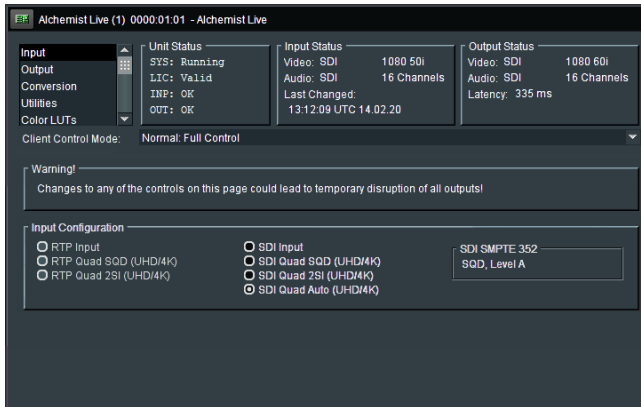 Alchemist Live (1) 0000:01:01 - Alchemist Live
Input
Output
Conversion
Utilities
Color LUTs
Unit Status
SYS: Running
LIC: Valid
INP: OK
OUT: OK
Input Status
Video: SDI 1080 50i
Audio: SDI 16 Channels
Last Changed:
13:12:09 UTC 14.02.20
Output Status
Video: SDI 1080 60i
Audio: SDI 16 Channels
Latency: 335 ms
Client Control Mode: Normal: Full Control
Warning!
Changes to any of the controls on this page could lead to temporary disruption of all outputs!
Input Configuration
RTP Input
RTP Quad SQD (UHD/4K)
RTP Quad 2SI (UHD/4K)
SDI Input
SDI Quad SQD (UHD/4K)
SDI Quad 2SI (UHD/4K)
SDI Quad Auto (UHD/4K)
SDI SMPTE 352
SQD, Level A